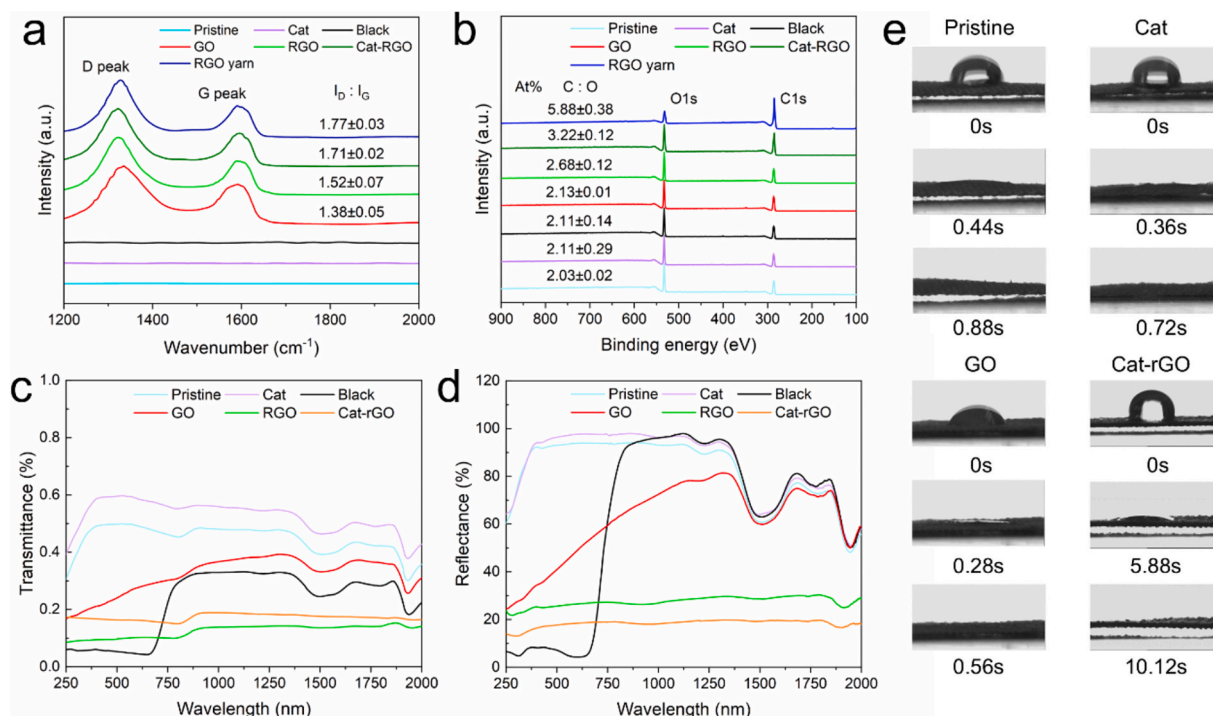 a
Pristine Cat Black
GO RGO Cat-RGO
RGO yarn
D peak
G peak
I_D : I_G
1.77±0.03
1.71±0.02
1.52±0.07
1.38±0.05
Intensity (a.u.)
1200 1400 1600 1800 2000
Wavenumber (cm⁻¹)
b
Pristine Cat Black
GO RGO Cat-RGO
RGO yarn
At% C : O
O1s
C1s
5.88±0.38
3.22±0.12
2.68±0.12
2.13±0.01
2.11±0.14
2.11±0.29
2.03±0.02
Intensity (a.u.)
900 800 700 600 500 400 300 200 100
Binding energy (eV)
c
Pristine Cat Black
GO RGO Cat-rGO
Transmittance (%)
1.0
0.8
0.6
0.4
0.2
0.0
250 500 750 1000 1250 1500 1750 2000
Wavelength (nm)
d
Pristine Cat Black
GO RGO Cat-rGO
Reflectance (%)
120
100
80
60
40
20
0
250 500 750 1000 1250 1500 1750 2000
Wavelength (nm)
e
Pristine Cat
0s 0s
0.44s 0.36s
0.88s 0.72s
GO Cat-rGO
0s 0s
0.28s 5.88s
0.56s 10.12s